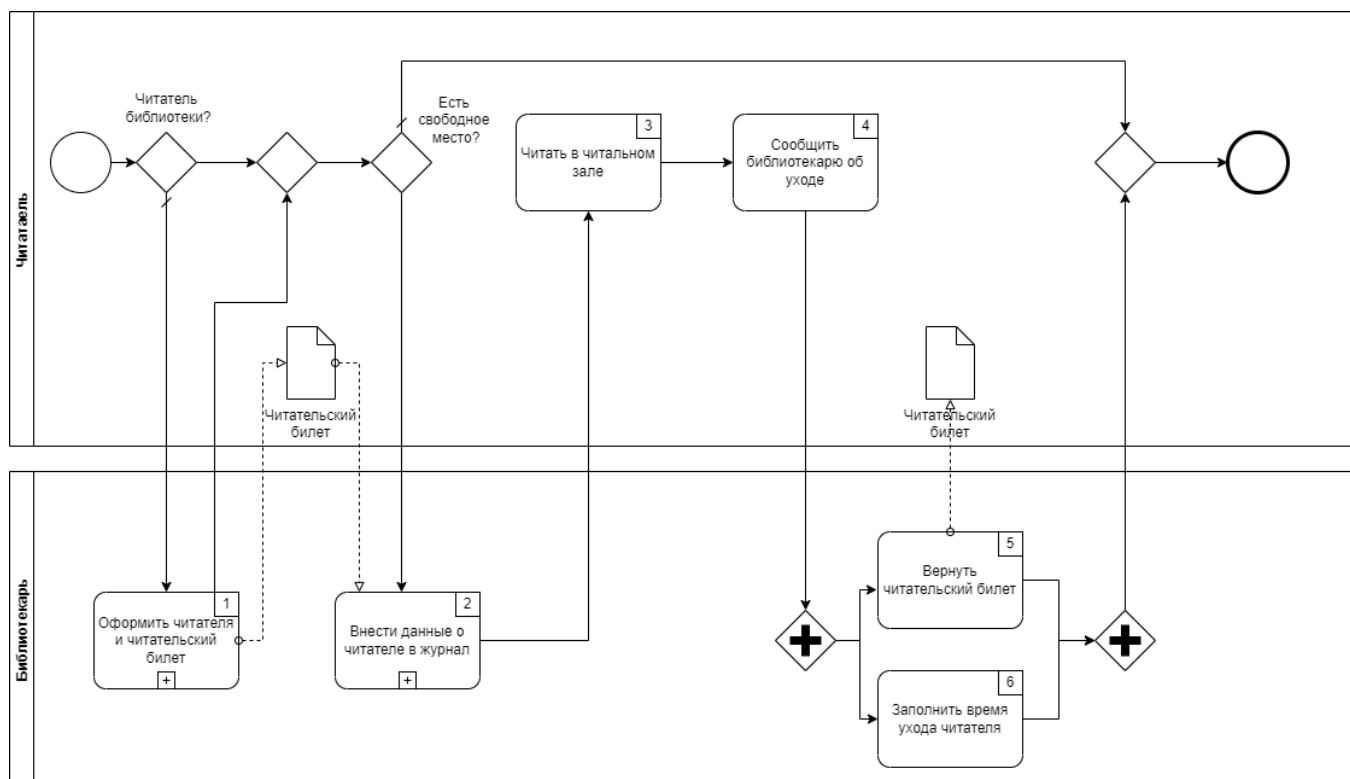 Читатаель
Читатель
библиотеки?
Есть
свободное
место?
3
Читать в читальном
зале
4
Сообщить
библиотекарю об
уходе
Читательский
билет
Читательский
билет
Библиотекарь
1
Оформить читателя
и читательский
билет
+
2
Внести данные о
читателе в журнал
+
5
Вернуть
читательский билет
6
Заполнить время
ухода читателя